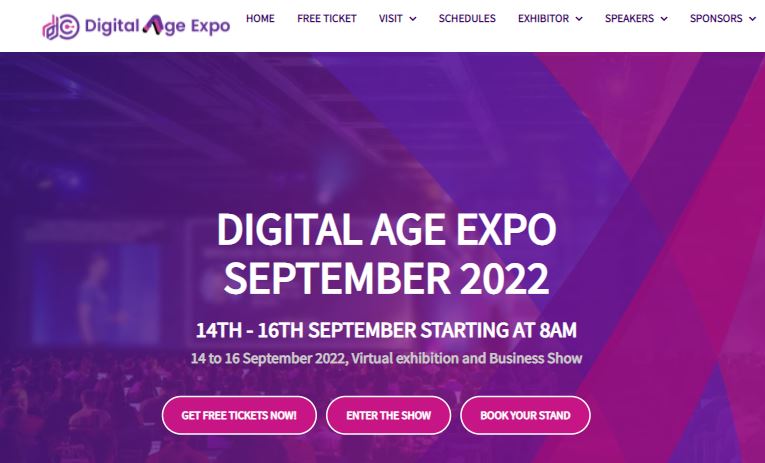 Digital Age Expo
HOME FREE TICKET VISIT SCHEDULES EXHIBITOR SPEAKERS SPONSORS
DIGITAL AGE EXPO
SEPTEMBER 2022
14TH - 16TH SEPTEMBER STARTING AT 8AM
14 to 16 September 2022, Virtual exhibition and Business Show
GET FREE TICKETS NOW! ENTER THE SHOW BOOK YOUR STAND